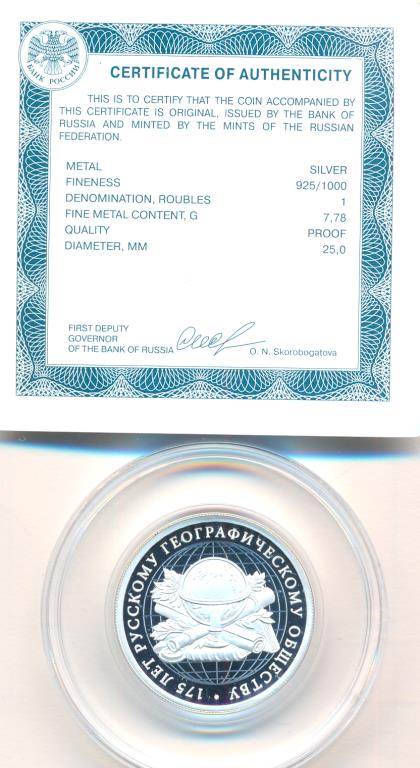 БАНК РОССИИ
CERTIFICATE OF AUTHENTICITY
THIS IS TO CERTIFY THAT THE COIN ACCOMPANIED BY
THIS CERTIFICATE IS ORIGINAL, ISSUED BY THE BANK OF
RUSSIA AND MINTED BY THE MINTS OF THE RUSSIAN
FEDERATION.
METAL SILVER
FINENESS 925/1000
DENOMINATION, ROUBLES 1
FINE METAL CONTENT, G 7,78
QUALITY PROOF
DIAMETER, MM 25,0
FIRST DEPUTY
GOVERNOR
OF THE BANK OF RUSSIA O. N. Skorobogatova
175 ЛЕТ РУССКОМУ ГЕОГРАФИЧЕСКОМУ ОБЩЕСТВУ •